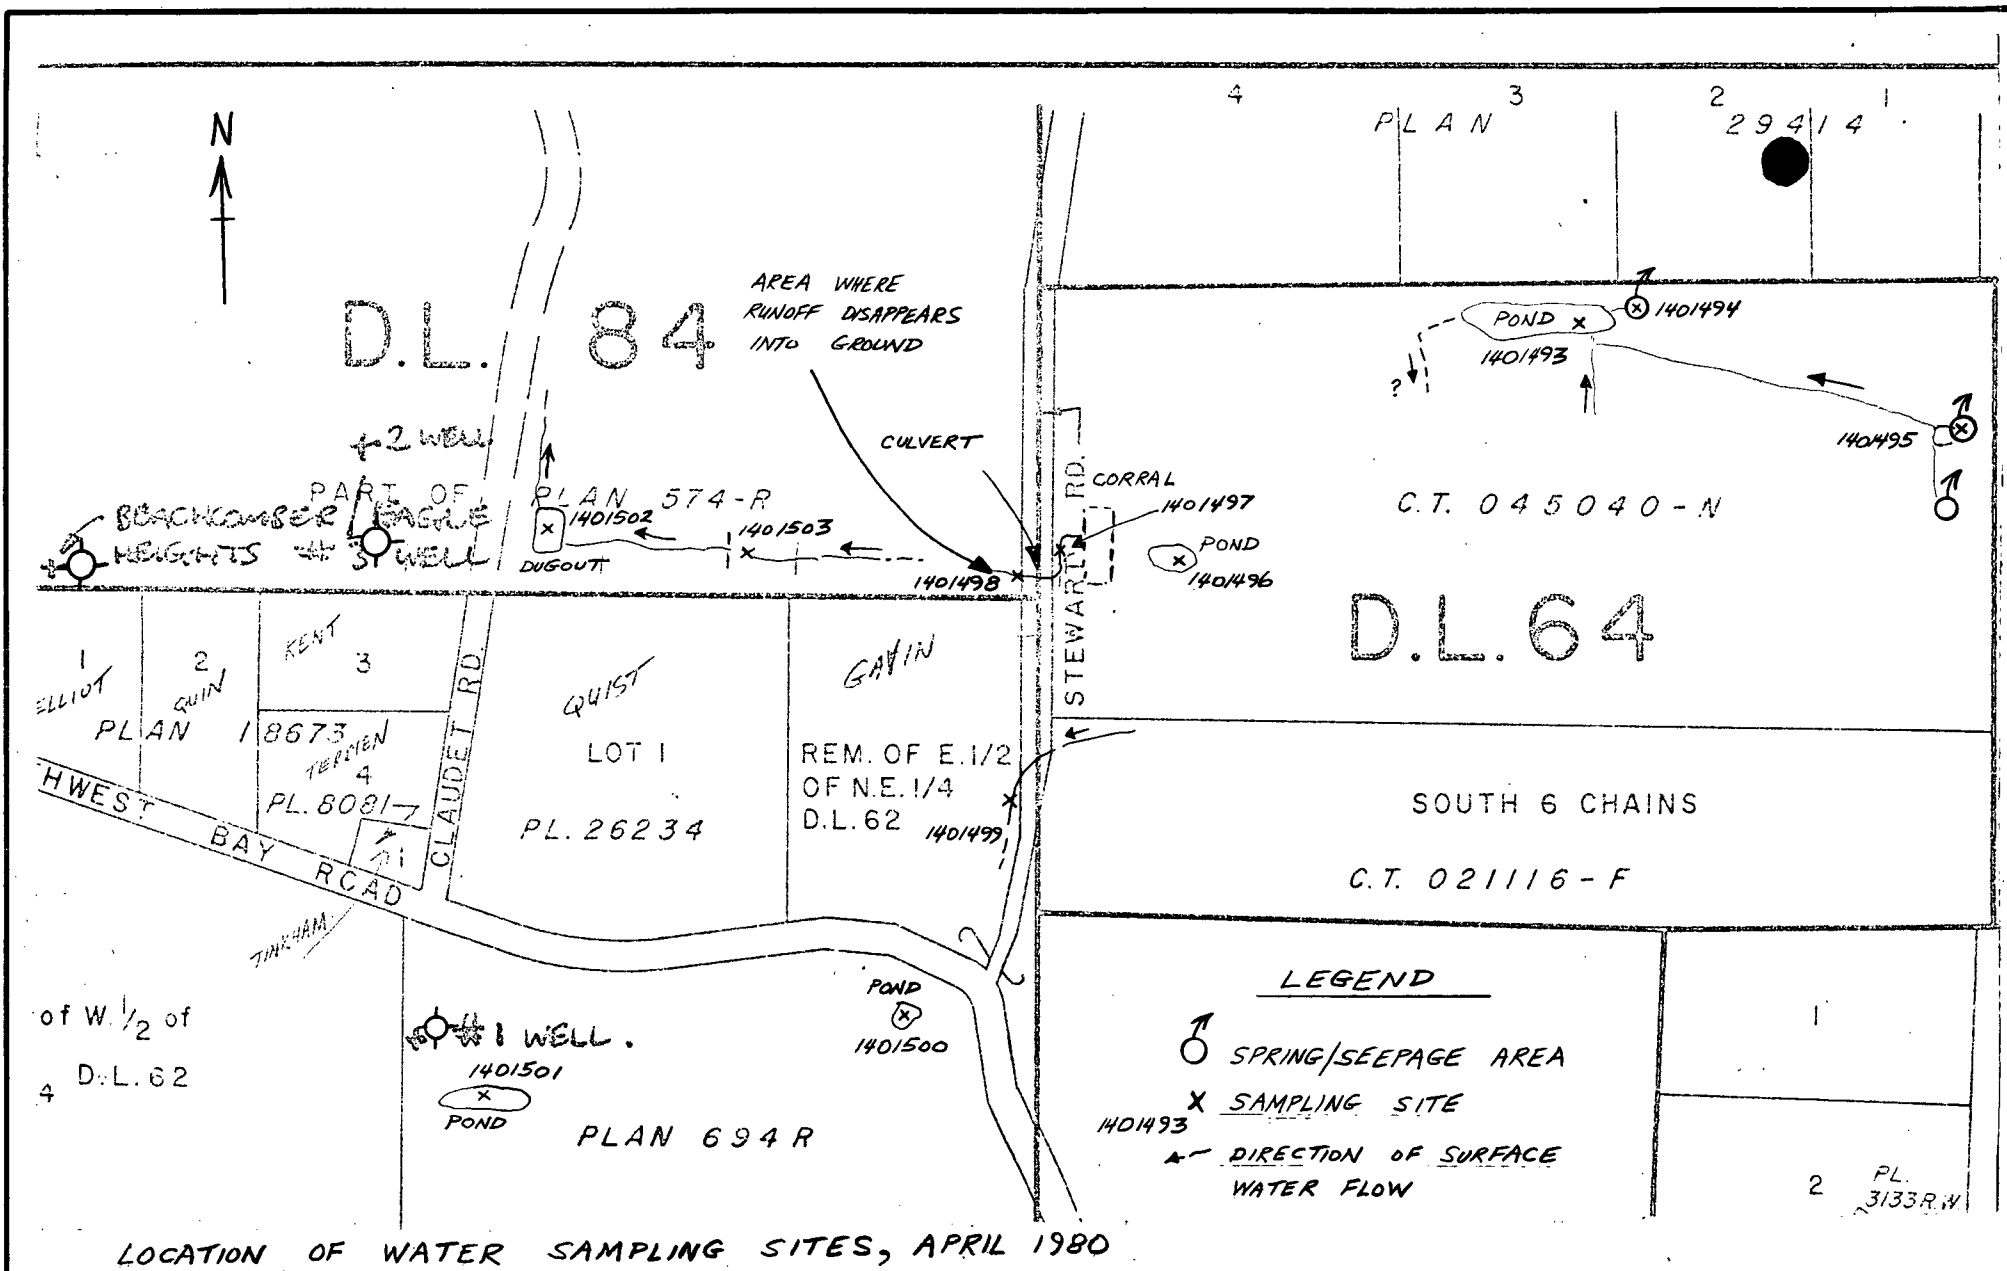 4 3 2 1
PLAN 29414
N
AREA WHERE
RUNOFF DISAPPEARS
INTO GROUND
D.L. 84
POND
1401494
1401493
?
CULVERT
1401495
2 WELL
PART OF PLAN 574-R
CORRAL
1401497
C.T. 045040-N
BEACHCOMBER / EAGLE
HEIGHTS # 3 WELL
1401502
1401503
DUGOUT
1401498
POND
1401496
STEWART RD.
D.L. 64
1
ELLIOT
2
QUIN
KENT
3
PLAN 18673
4
PL. 8081
1
CLAUDET RD.
QUIST
LOT 1
PL. 26234
GAVIN
REM. OF E. 1/2
OF N.E. 1/4
D.L. 62
1401499
SOUTH 6 CHAINS
C.T. 021116-F
HWEST BAY ROAD
TINKHAM
of W. 1/2 of
4 D.L. 62
#1 WELL.
1401501
POND
POND
1401500
PLAN 694R
LEGEND
SPRING/SEEPAGE AREA
X SAMPLING SITE
1401493
DIRECTION OF SURFACE
WATER FLOW
1
2
PL.
3133 R.W.
LOCATION OF WATER SAMPLING SITES, APRIL 1980